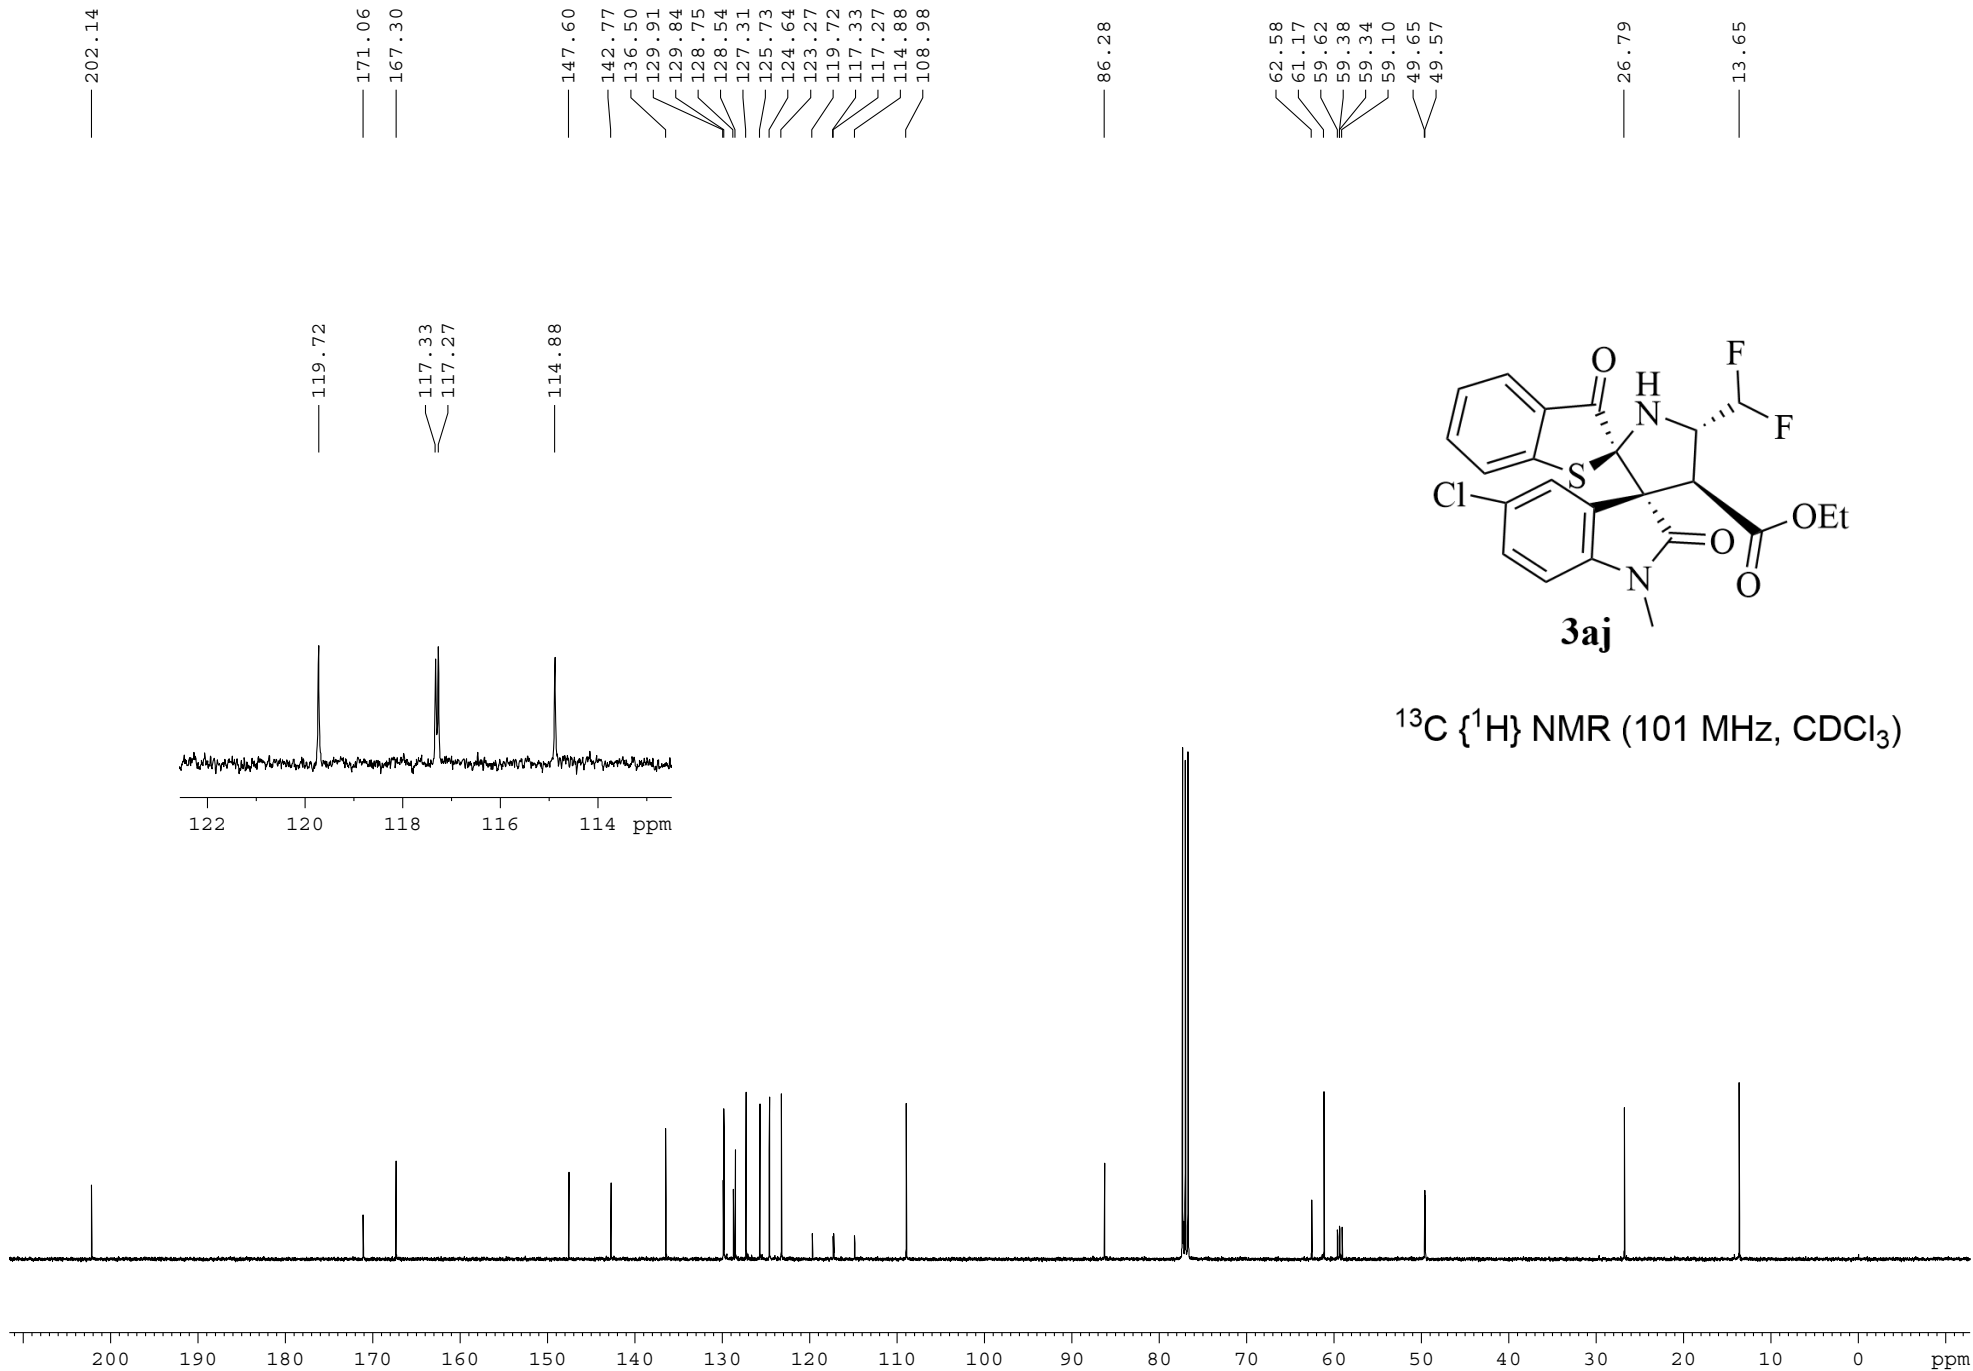 202.14
171.06
167.30
147.60
142.77
136.50
129.91
129.84
128.75
128.54
127.31
125.73
124.64
123.27
119.72
117.33
117.27
114.88
108.98
86.28
62.58
61.17
59.62
59.38
59.34
59.10
49.65
49.57
26.79
13.65
119.72
117.33
117.27
114.88
122 120 118 116 114 ppm
O
H
N
F
F
S
Cl
OEt
O
O
N
3aj
¹³C {¹H} NMR (101 MHz, CDCl₃)
200 190 180 170 160 150 140 130 120 110 100 90 80 70 60 50 40 30 20 10 0 ppm